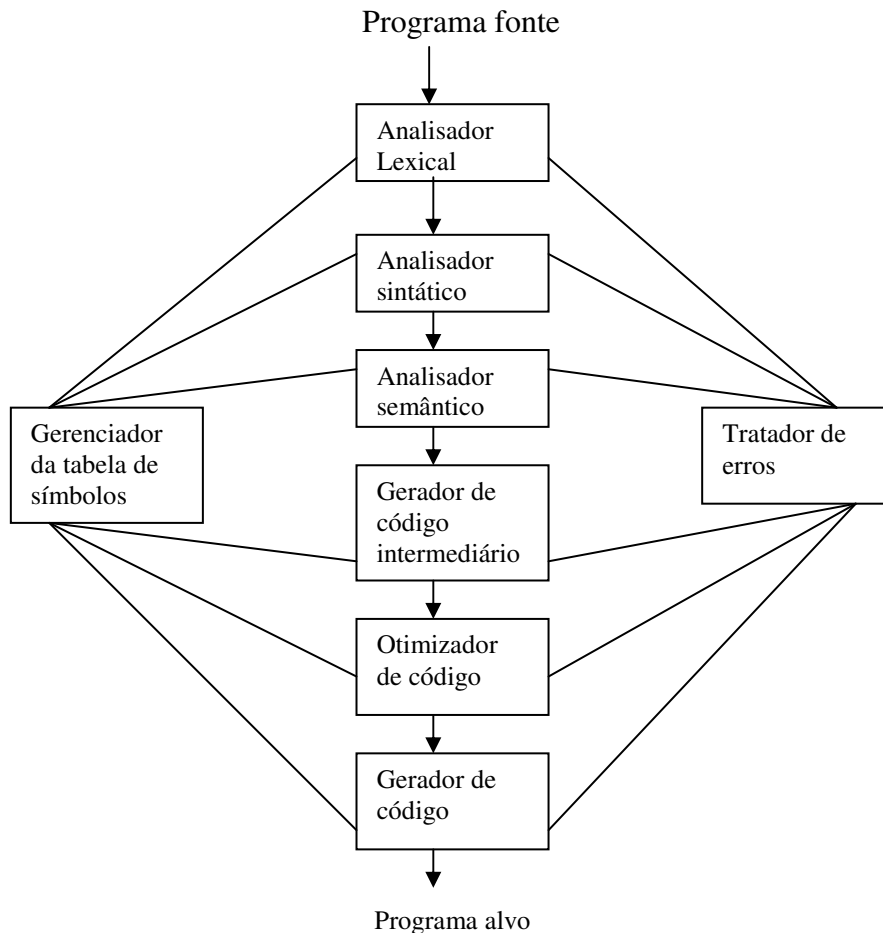 Programa fonte
Analisador
Lexical
Analisador
sintático
Analisador
semântico
Gerenciador
da tabela de
símbolos
Tratador de
erros
Gerador de
código
intermediário
Otimizador
de código
Gerador de
código
Programa alvo